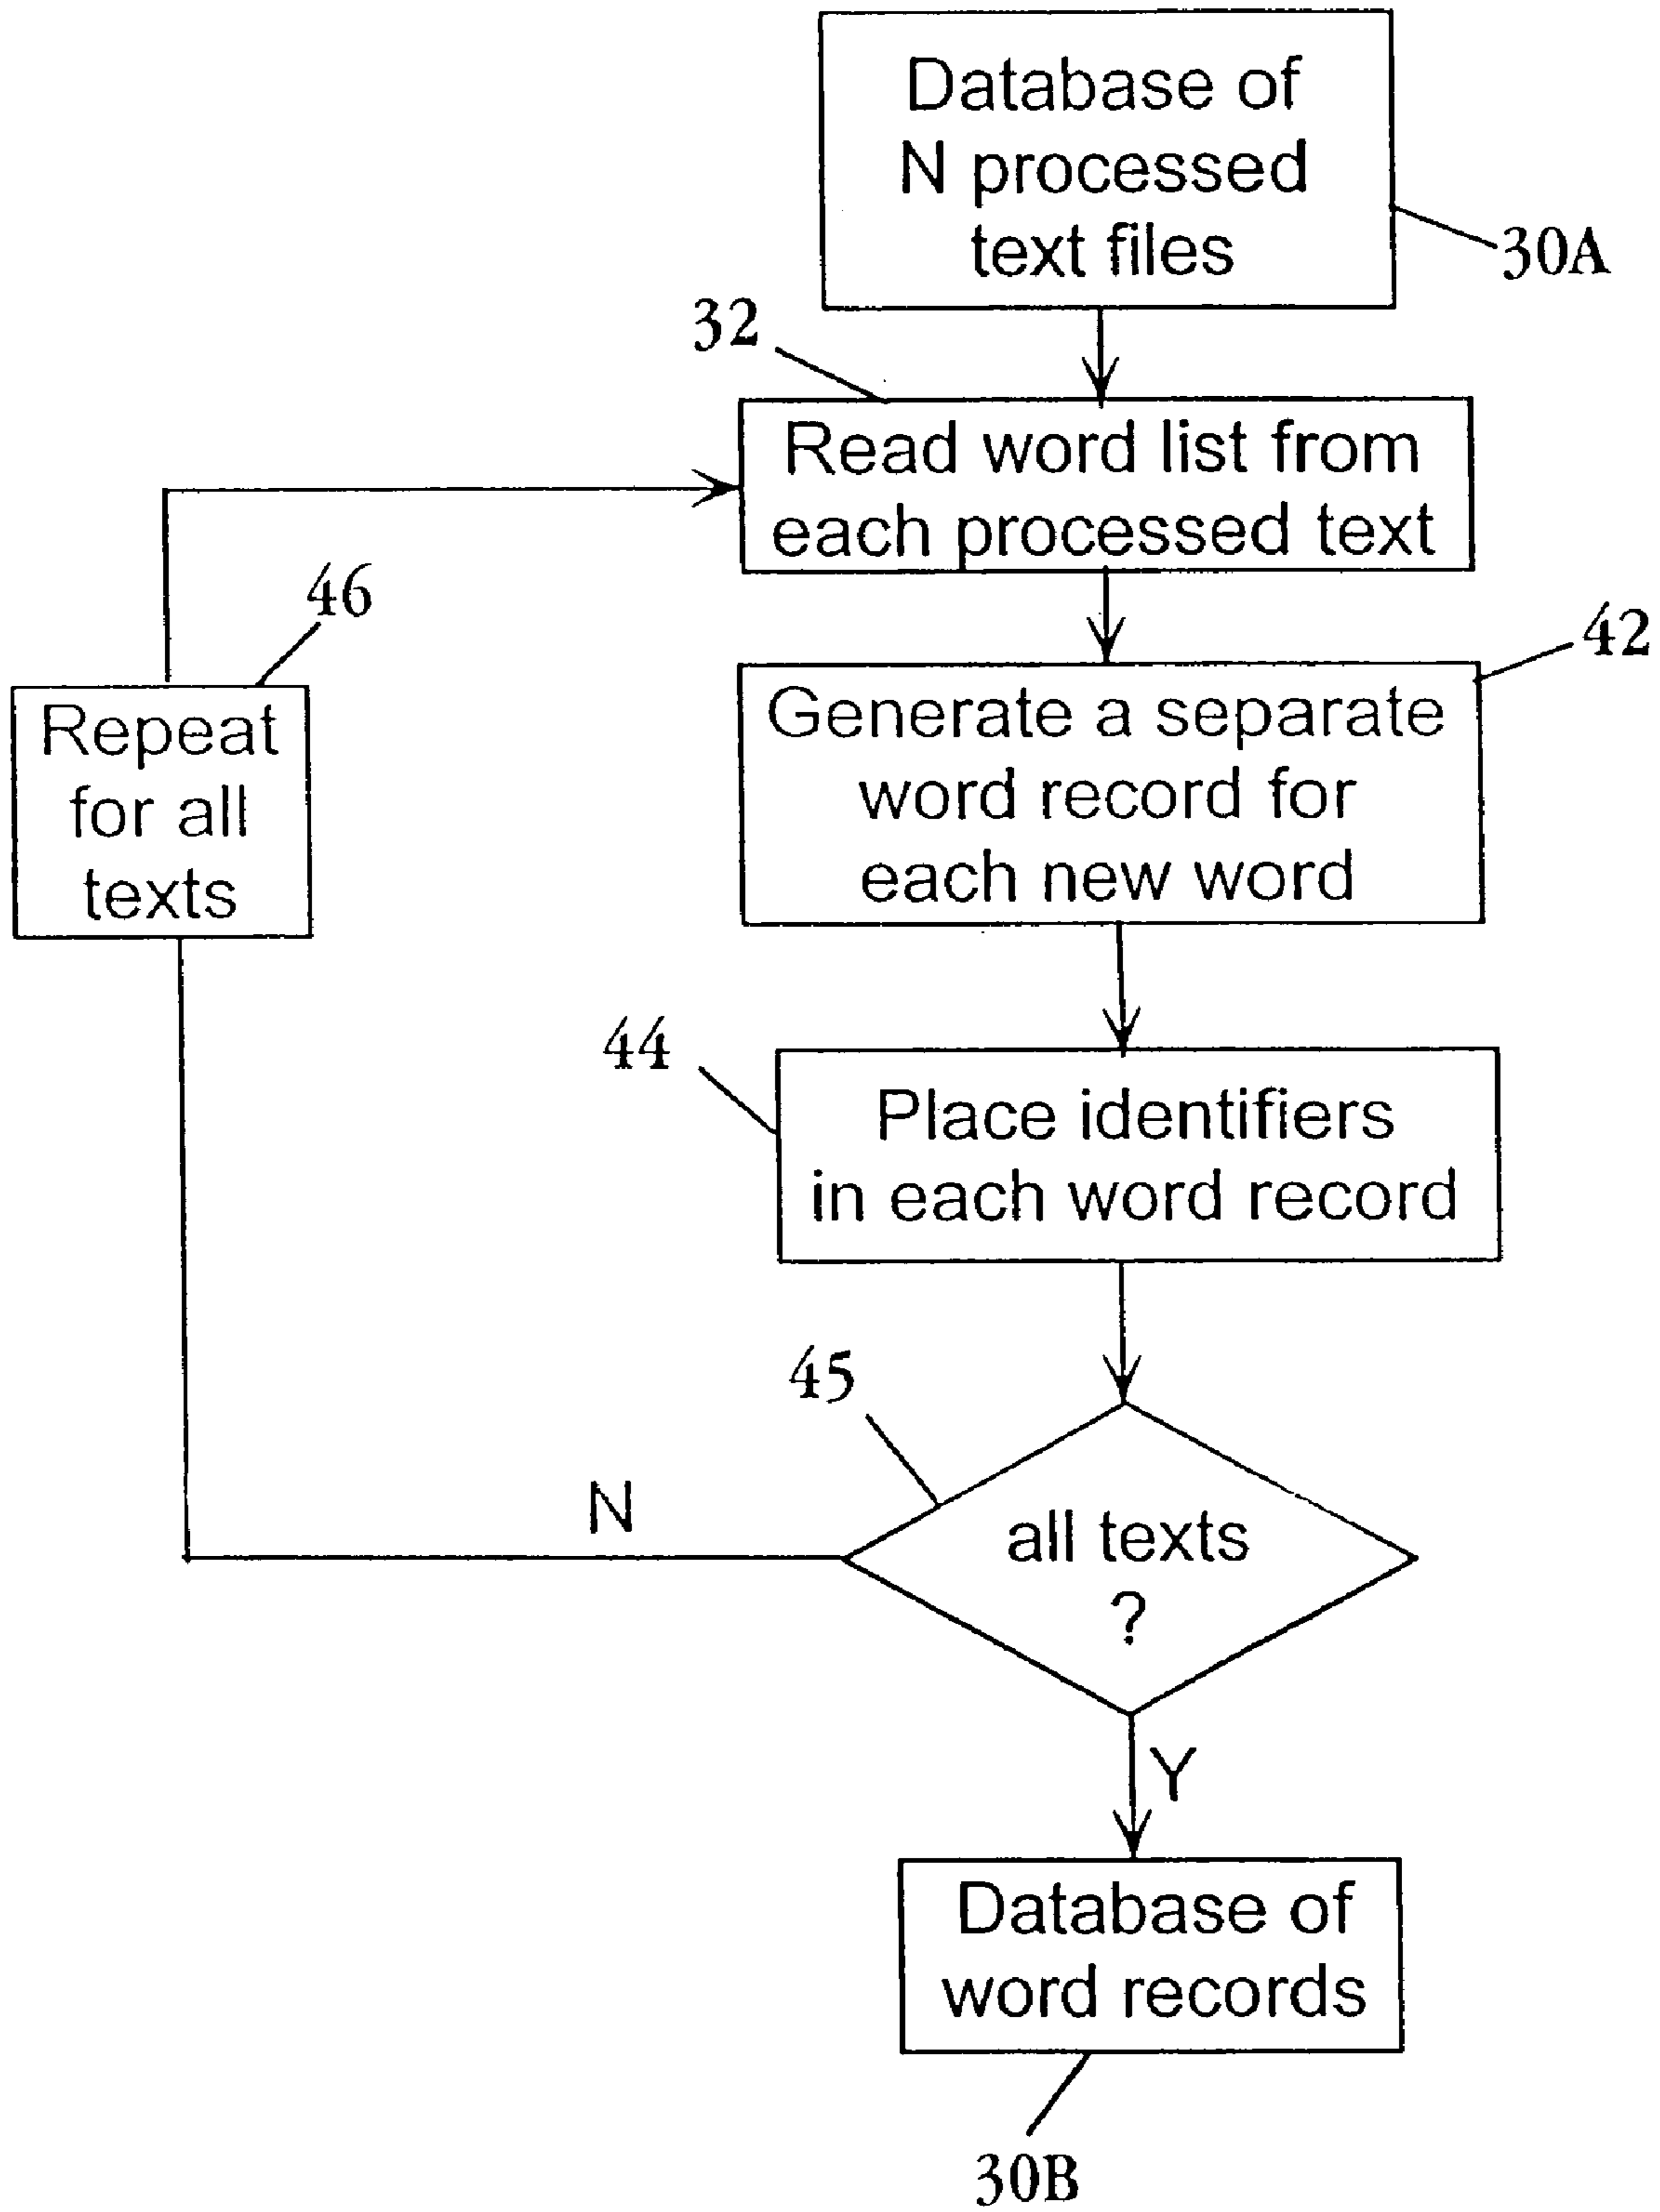 Database of
N processed
text files
30A
32
Read word list from
each processed text
46
Repeat
for all
texts
42
Generate a separate
word record for
each new word
44
Place identifiers
in each word record
45
all texts
?
N
Y
Database of
word records
30B